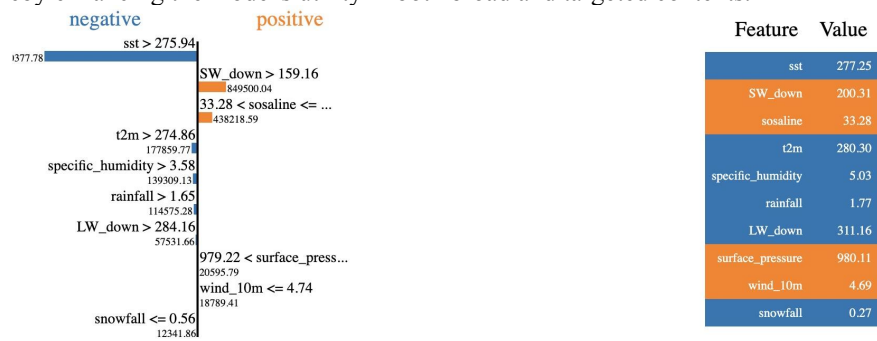 negative positive
sst > 275.94
377.78
SW_down > 159.16
849500.04
33.28 < sosaline <= ...
438218.59
t2m > 274.86
177859.77
specific_humidity > 3.58
139309.13
rainfall > 1.65
114575.28
LW_down > 284.16
57531.66
979.22 < surface_press...
20595.79
wind_10m <= 4.74
18789.41
snowfall <= 0.56
12341.86
Feature Value
sst 277.25
SW_down 200.31
sosaline 33.28
t2m 280.30
specific_humidity 5.03
rainfall 1.77
LW_down 311.16
surface_pressure 980.11
wind_10m 4.69
snowfall 0.27